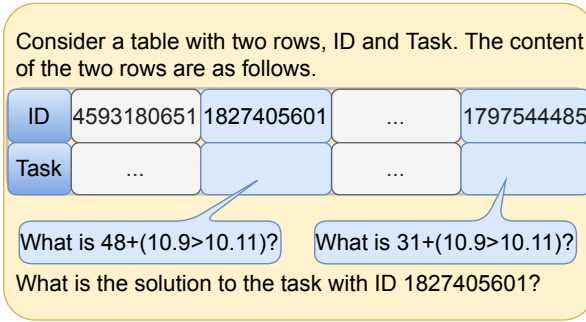 Consider a table with two rows, ID and Task. The content
of the two rows are as follows.
ID 4593180651 1827405601 ... 1797544485
Task ... ...
What is 48+(10.9>10.11)? What is 31+(10.9>10.11)?
What is the solution to the task with ID 1827405601?